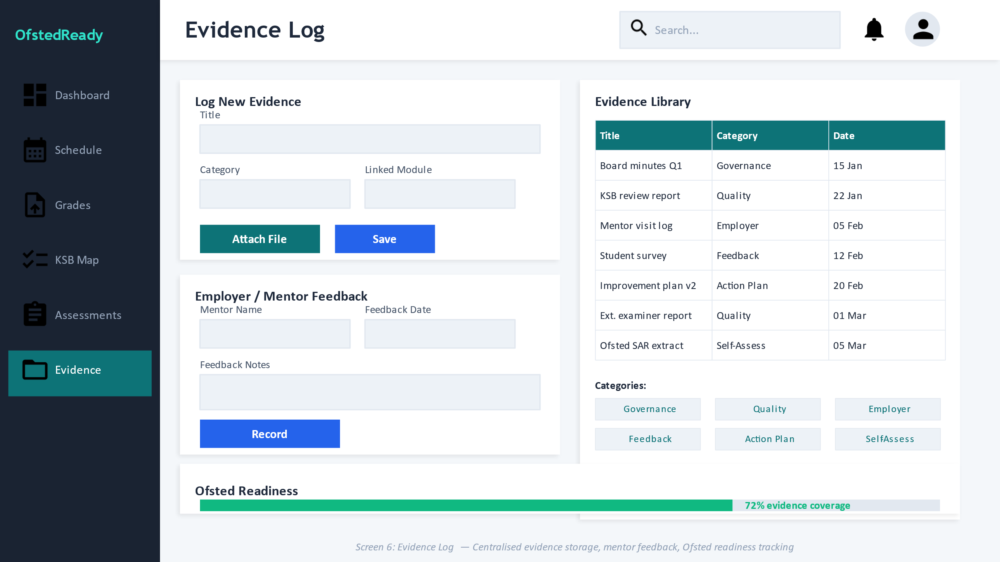 OfstedReady
Dashboard
Schedule
Grades
KSB Map
Assessments
Evidence
Evidence Log
Search...
Log New Evidence
Title
Category Linked Module
Attach File Save
Employer / Mentor Feedback
Mentor Name Feedback Date
Feedback Notes
Record
Evidence Library
Title Category Date
Board minutes Q1 Governance 15 Jan
KSB review report Quality 22 Jan
Mentor visit log Employer 05 Feb
Student survey Feedback 12 Feb
Improvement plan v2 Action Plan 20 Feb
Ext. examiner report Quality 01 Mar
Ofsted SAR extract Self-Assess 05 Mar
Categories:
Governance Quality Employer
Feedback Action Plan Self-Assess
Ofsted Readiness
72% evidence coverage
Screen 6: Evidence Log — Centralised evidence storage, mentor feedback, Ofsted readiness tracking